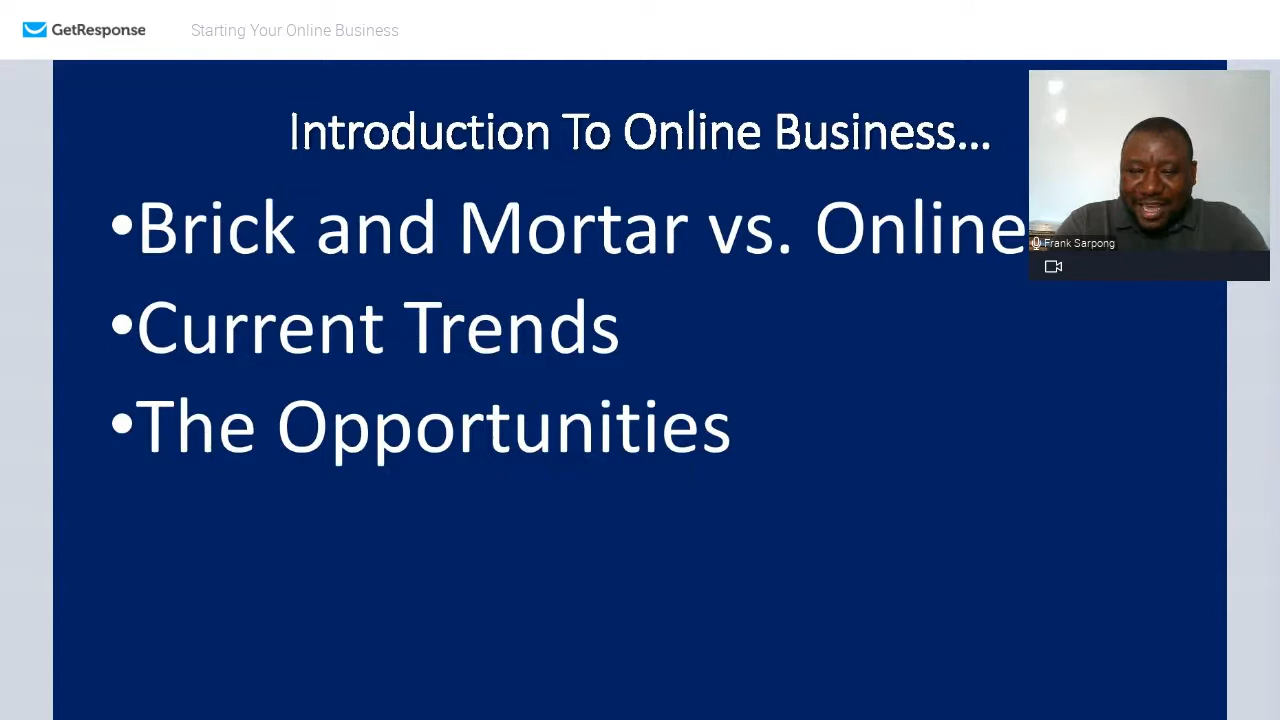 GetResponse Starting Your Online Business
Introduction To Online Business...
•Brick and Mortar vs. Online
Frank Sarpong
•Current Trends
•The Opportunities